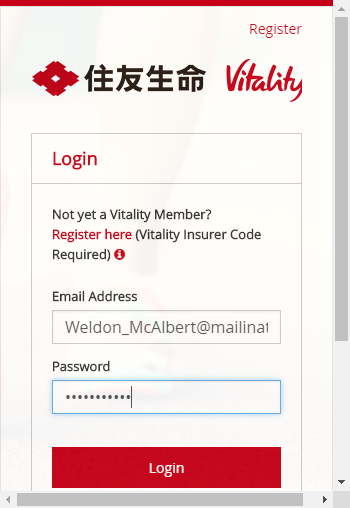 Register
住友生命 Vitality
Login
Not yet a Vitality Member?
Register here (Vitality Insurer Code
Required)
Email Address
Weldon_McAlbert@mailinat
Password
•••••••••••
Login